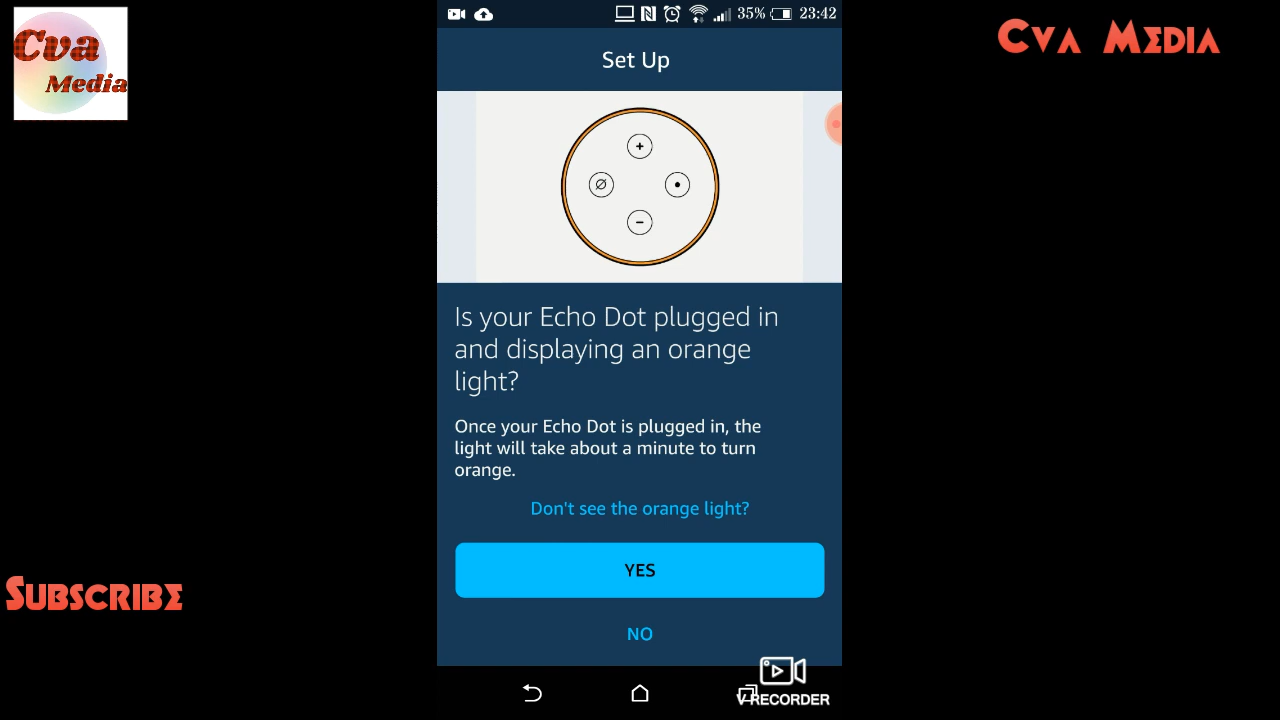 Cva
Media
Cva Media
35% 23:42
Set Up
Is your Echo Dot plugged in
and displaying an orange
light?
Once your Echo Dot is plugged in, the
light will take about a minute to turn
orange.
Don't see the orange light?
YES
NO
Subscribe
V RECORDER